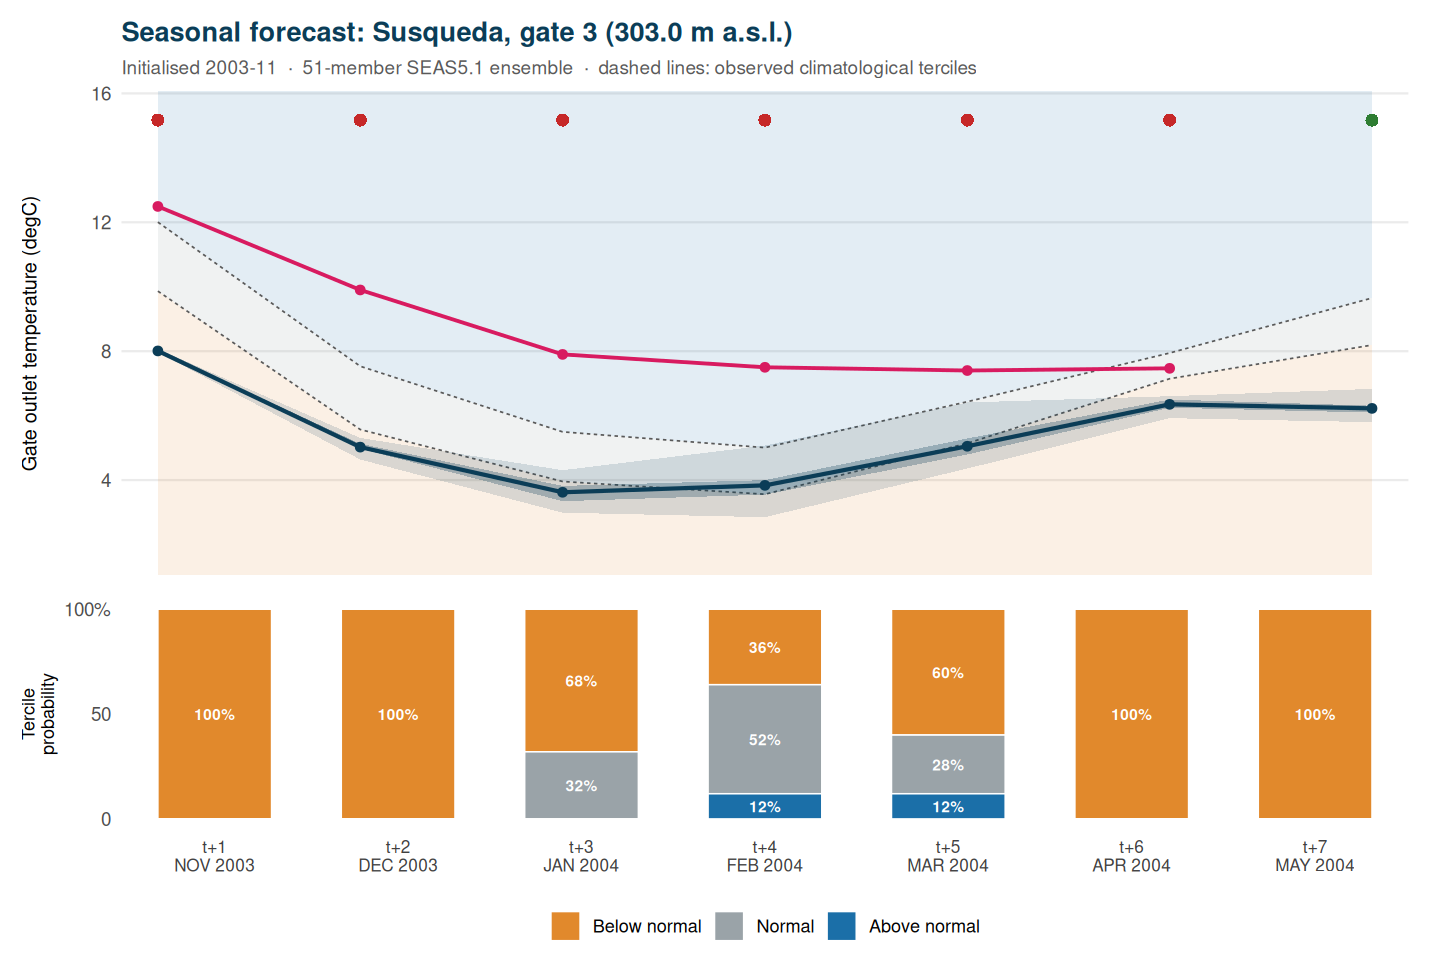 Seasonal forecast: Susqueda, gate 3 (303.0 m a.s.l.)
Initialised 2003-11 · 51-member SEAS5.1 ensemble · dashed lines: observed climatological terciles
Gate outlet temperature (degC)
16
12
8
4
Tercile
probability
100%
50
0
100%
100%
68%
32%
36%
52%
12%
60%
28%
12%
100%
100%
t+1
NOV 2003
t+2
DEC 2003
t+3
JAN 2004
t+4
FEB 2004
t+5
MAR 2004
t+6
APR 2004
t+7
MAY 2004
Below normal
Normal
Above normal